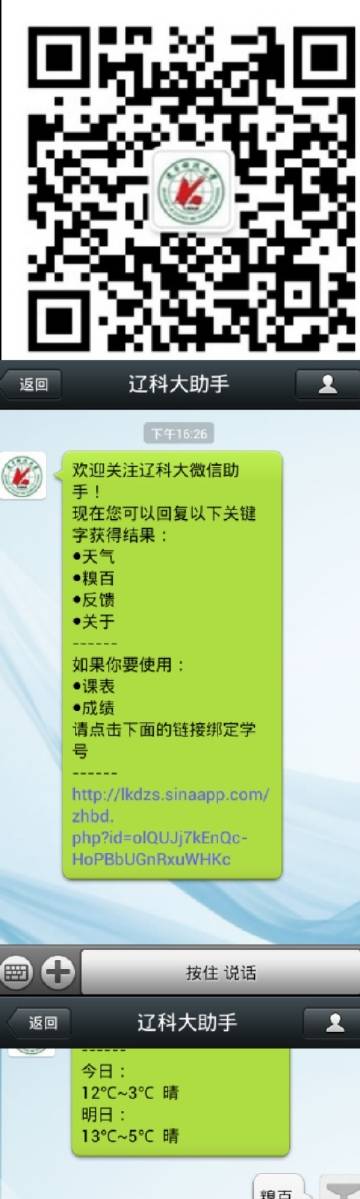 返回
辽科大助手
下午16:26
欢迎关注辽科大微信助
手！
现在您可以回复以下关键
字获得结果：
●天气
●糗百
●反馈
●关于
------
如果你要使用：
●课表
●成绩
请点击下面的链接绑定学
号
------
http://lkdzs.sinaapp.com/
zhbd.
php?id=olQUJj7kEnQc-
HoPBbUGnRxuWHKc
按住 说话
返回
辽科大助手
------
今日：
12℃~3℃ 晴
明日：
13℃~5℃ 晴
糗百